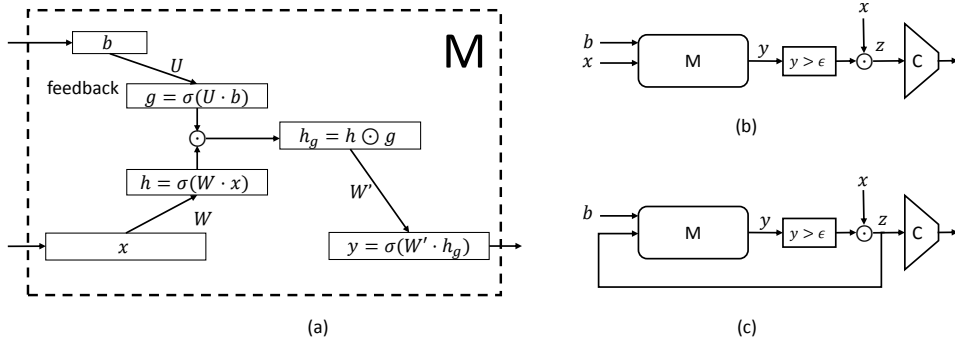 b
U
feedback
g = σ(U · b)
⊙
h_g = h ⊙ g
h = σ(W · x)
W
W'
x
y = σ(W' · h_g)
M
(a)
b
x
M
y
y > ϵ
x
⊙
z
C
(b)
b
M
y
y > ϵ
x
⊙
z
C
(c)